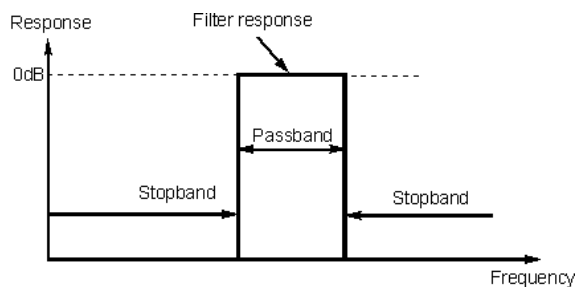 Filter response
Response
0dB
Passband
Stopband
Stopband
Frequency